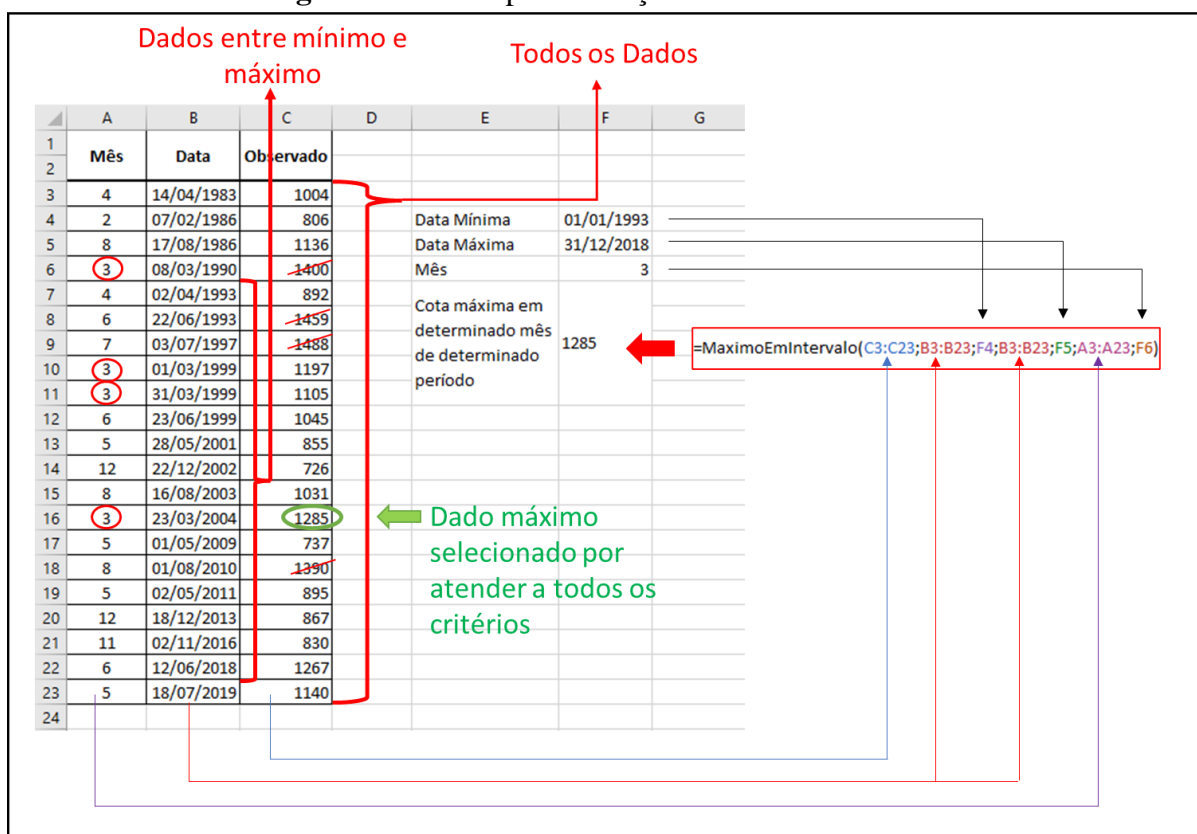 Dados entre mínimo e
máximo
Todos os Dados
A B C D E F G
1
2
Mês Data Observado
3 4 14/04/1983 1004
4 2 07/02/1986 806 Data Mínima 01/01/1993
5 8 17/08/1986 1136 Data Máxima 31/12/2018
6 3 08/03/1990 1400 Mês 3
7 4 02/04/1993 892
8 6 22/06/1993 1459
9 7 03/07/1997 1488
10 3 01/03/1999 1197
11 3 31/03/1999 1105
Cota máxima em
determinado mês
de determinado
período
1285
=MaximoEmIntervalo(C3:C23;B3:B23;F4;B3:B23;F5;A3:A23;F6)
12 6 23/06/1999 1045
13 5 28/05/2001 855
14 12 22/12/2002 726
15 8 16/08/2003 1031
16 3 23/03/2004 1285
17 5 01/05/2009 737
18 8 01/08/2010 1390
19 5 02/05/2011 895
20 12 18/12/2013 867
21 11 02/11/2016 830
22 6 12/06/2018 1267
23 5 18/07/2019 1140
24
Dado máximo
selecionado por
atender a todos os
critérios